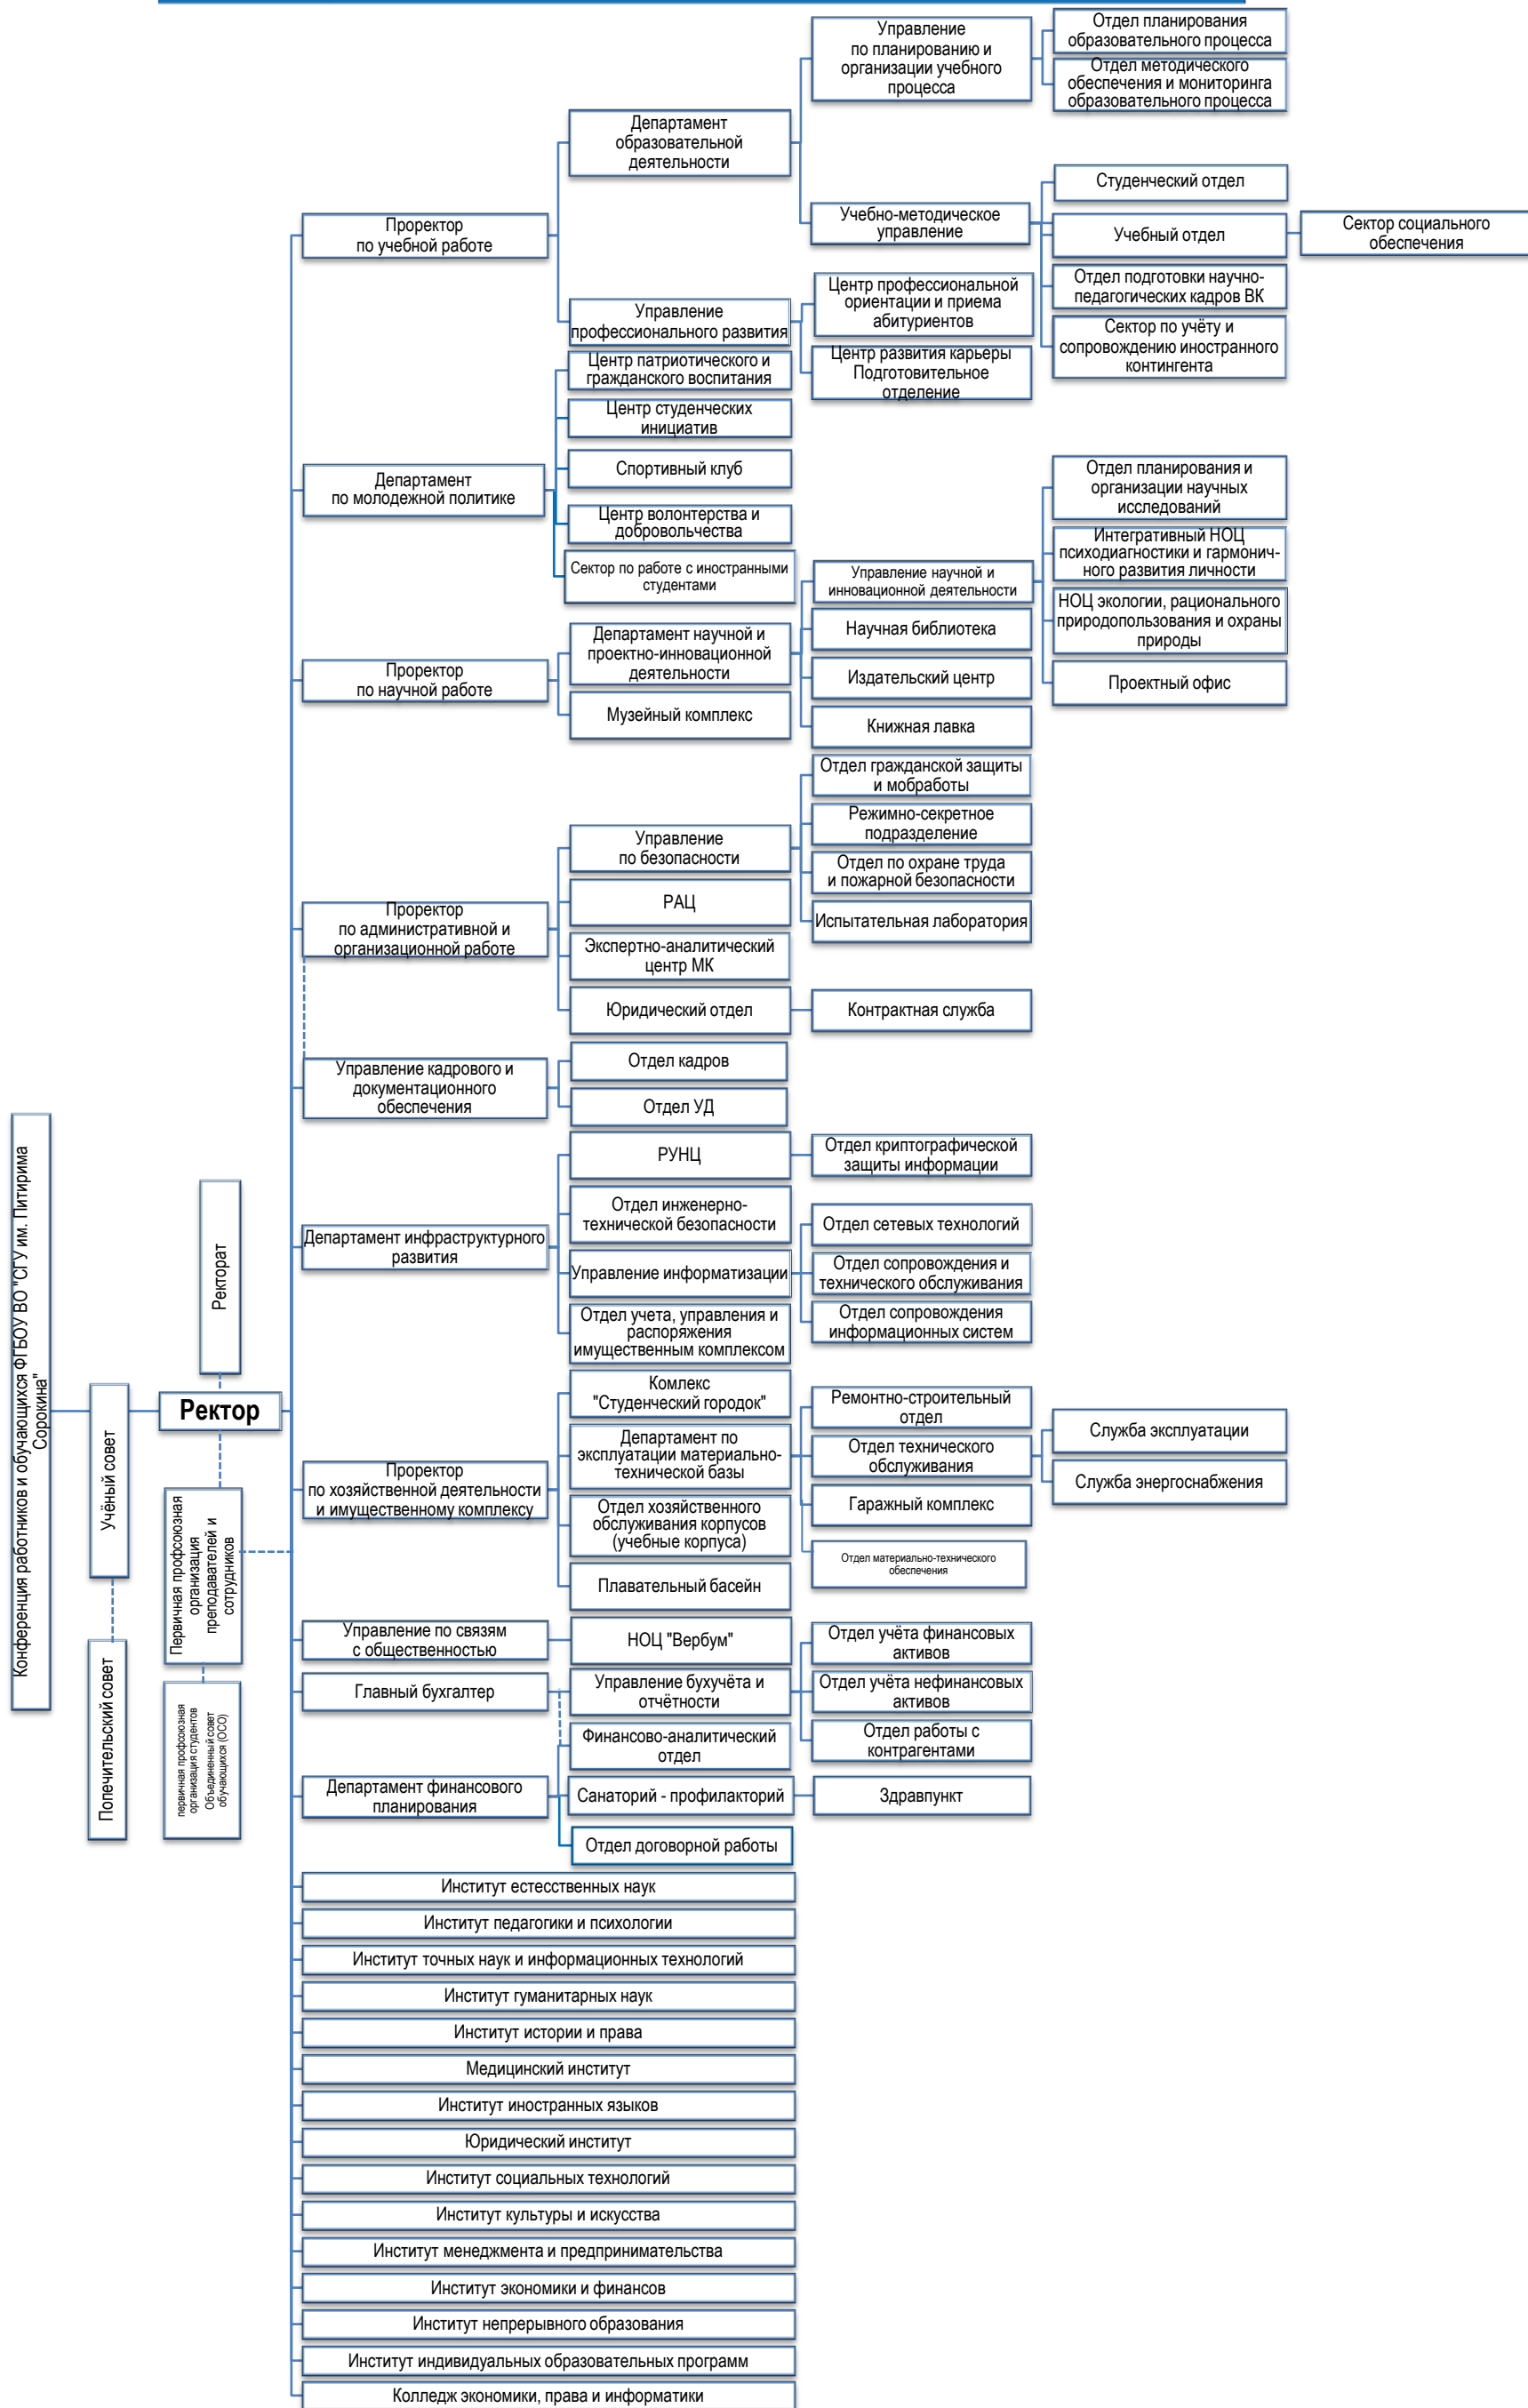 Конференция работников и обучающихся ФГБОУ ВО "СГУ им. Питирима
Сорокина"
Учёный совет
Попечительский совет
Ректорат
Ректор
Первичная профсоюзная
организация
преподавателей и
сотрудников
первичная профсоюзная
организация студентов
Объединенный совет
обучающихся (ОСО)
Проректор
по учебной работе
Департамент
образовательной
деятельности
Управление
по планированию и
организации учебного
процесса
Отдел планирования
образовательного процесса
Отдел методического
обеспечения и мониторинга
образовательного процесса
Учебно-методическое
управление
Студенческий отдел
Учебный отдел
Сектор социального
обеспечения
Отдел подготовки научно-
педагогических кадров ВК
Сектор по учёту и
сопровождению иностранного
контингента
Управление
профессионального развития
Центр профессиональной
ориентации и приема
абитуриентов
Центр развития карьеры
Подготовительное
отделение
Департамент
по молодежной политике
Центр патриотического и
гражданского воспитания
Центр студенческих
инициатив
Спортивный клуб
Центр волонтерства и
добровольчества
Сектор по работе с иностранными
студентами
Проректор
по научной работе
Департамент научной и
проектно-инновационной
деятельности
Управление научной и
инновационной деятельности
Отдел планирования и
организации научных
исследований
Интегративный НОЦ
психодиагностики и гармонич-
ного развития личности
НОЦ экологии, рационального
природопользования и охраны
природы
Проектный офис
Научная библиотека
Издательский центр
Книжная лавка
Музейный комплекс
Проректор
по административной и
организационной работе
Управление
по безопасности
Отдел гражданской защиты
и мобработы
Режимно-секретное
подразделение
Отдел по охране труда
и пожарной безопасности
Испытательная лаборатория
РАЦ
Экспертно-аналитический
центр МК
Юридический отдел
Контрактная служба
Управление кадрового и
документационного
обеспечения
Отдел кадров
Отдел УД
Департамент инфраструктурного
развития
РУНЦ
Отдел криптографической
защиты информации
Отдел инженерно-
технической безопасности
Управление информатизации
Отдел сетевых технологий
Отдел сопровождения и
технического обслуживания
Отдел сопровождения
информационных систем
Отдел учета, управления и
распоряжения
имущественным комплексом
Проректор
по хозяйственной деятельности
и имущественному комплексу
Комлекс
"Студенческий городок"
Департамент по
эксплуатации материально-
технической базы
Ремонтно-строительный
отдел
Отдел технического
обслуживания
Служба эксплуатации
Служба энергоснабжения
Гаражный комплекс
Отдел материально-технического
обеспечения
Отдел хозяйственного
обслуживания корпусов
(учебные корпуса)
Плавательный басейн
Управление по связям
с общественностью
НОЦ "Вербум"
Главный бухгалтер
Управление бухучёта и
отчётности
Отдел учёта финансовых
активов
Отдел учёта нефинансовых
активов
Отдел работы с
контрагентами
Финансово-аналитический
отдел
Департамент финансового
планирования
Санаторий - профилакторий
Здравпункт
Отдел договорной работы
Институт естесственных наук
Институт педагогики и психологии
Институт точных наук и информационных технологий
Институт гуманитарных наук
Институт истории и права
Медицинский институт
Институт иностранных языков
Юридический институт
Институт социальных технологий
Институт культуры и искусства
Институт менеджмента и предпринимательства
Институт экономики и финансов
Институт непрерывного образования
Институт индивидуальных образовательных программ
Колледж экономики, права и информатики